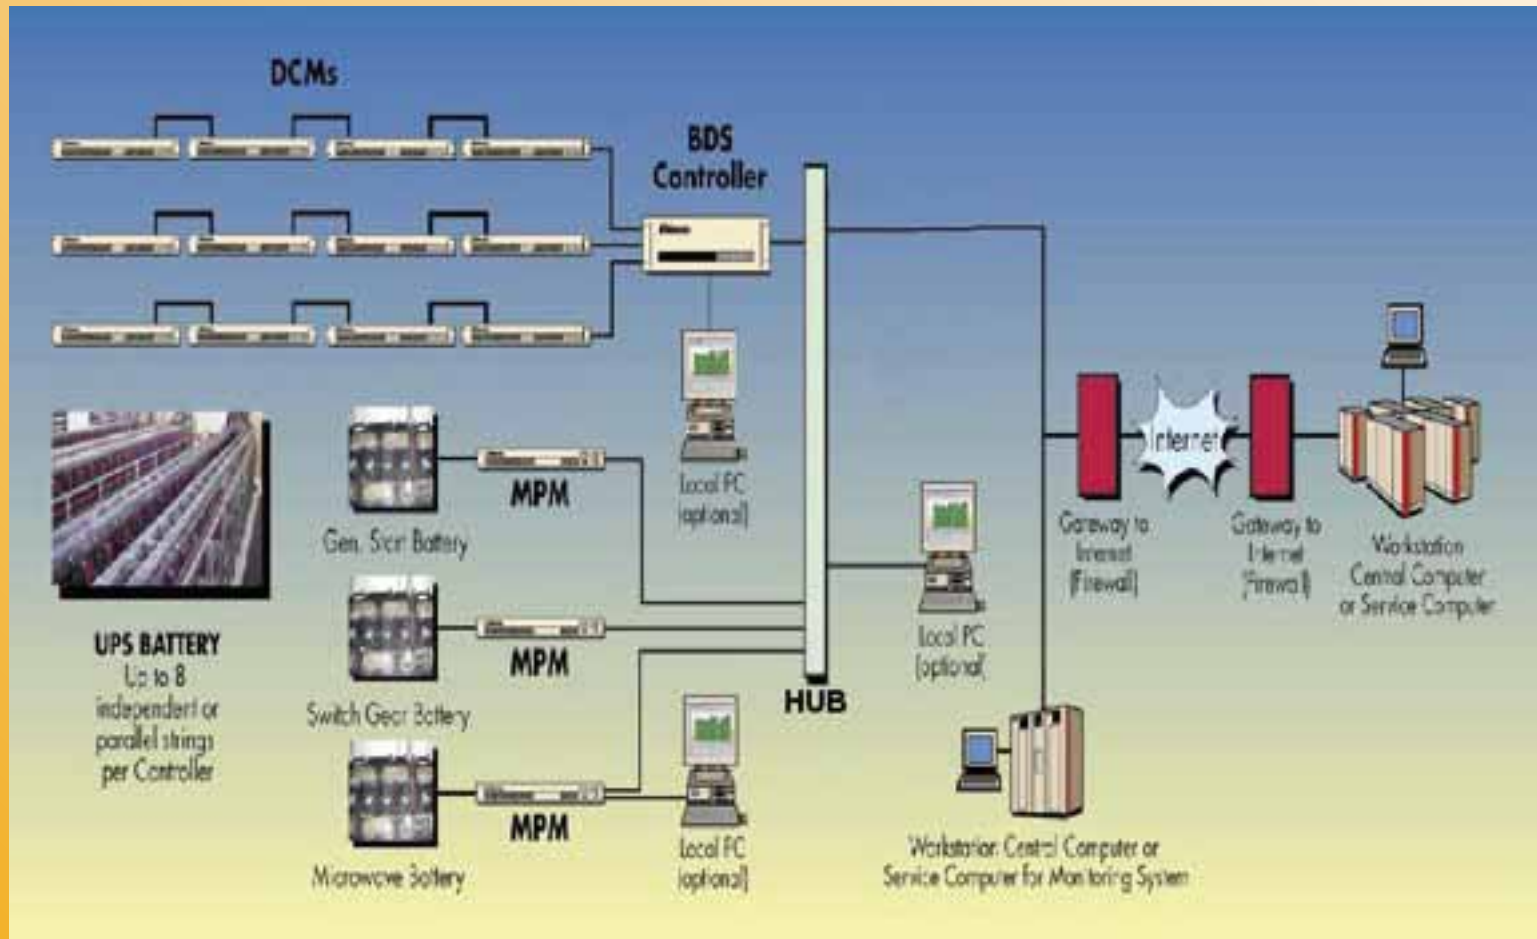 DCMs
BDS
Controller
Local PC
(optional)
MPM
Gen. Start Battery
MPM
Switch Gear Battery
MPM
Microwave Battery
Local PC
(optional)
UPS BATTERY
Up to 8
independent or
parallel strings
per Controller
HUB
Local PC
(optional)
Gateway to
Internet
(Firewall)
Internet
Gateway to
Internet
(Firewall)
Workstation
Central Computer
or Service Computer
Workstation Central Computer or
Service Computer for Monitoring System